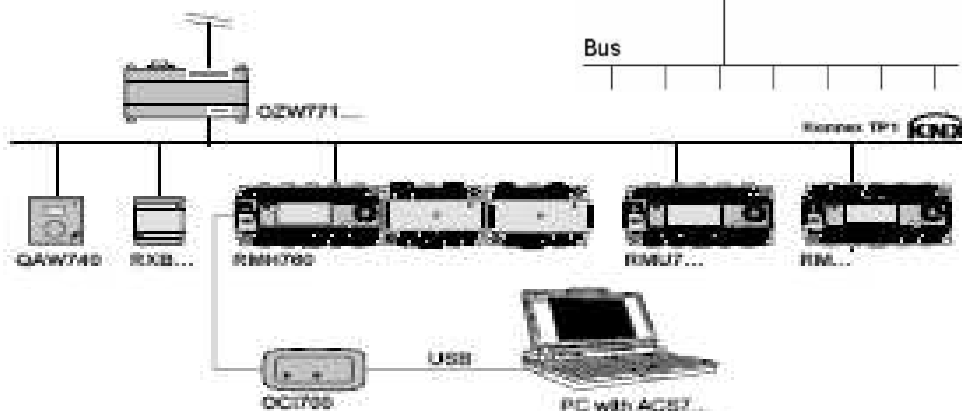 Bus
OZW771...
Konnex TP1 KNX
QAW740
RXB...
RMH760
RMU7...
RM...
USB
OCI700
PC with ACS7...